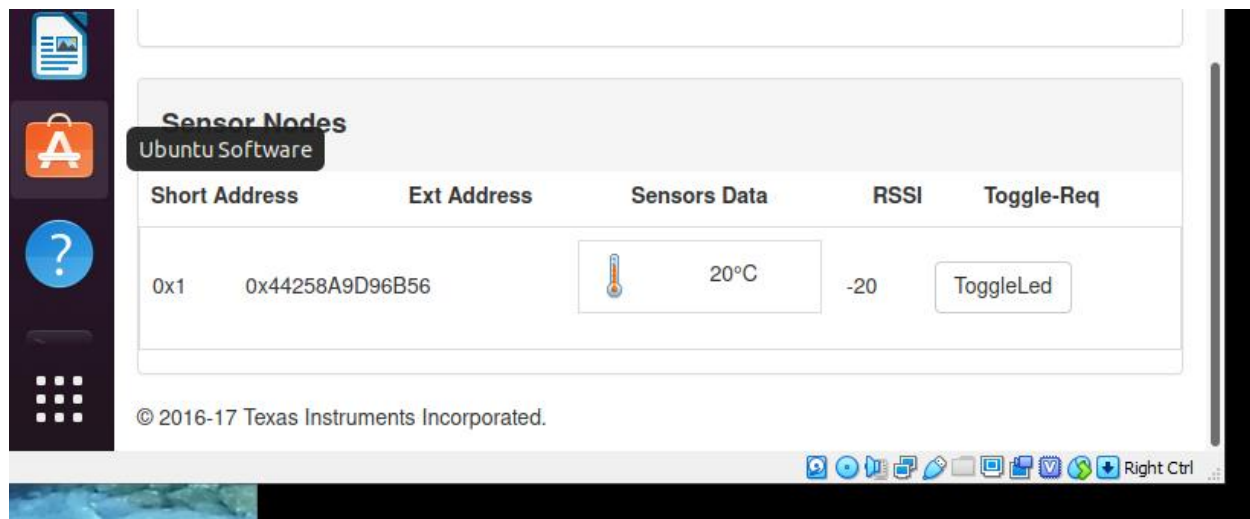 Sensor Nodes
Ubuntu Software
Short Address Ext Address Sensors Data RSSI Toggle-Req
0x1 0x44258A9D96B56 20°C -20 ToggleLed
© 2016-17 Texas Instruments Incorporated.
Right Ctrl